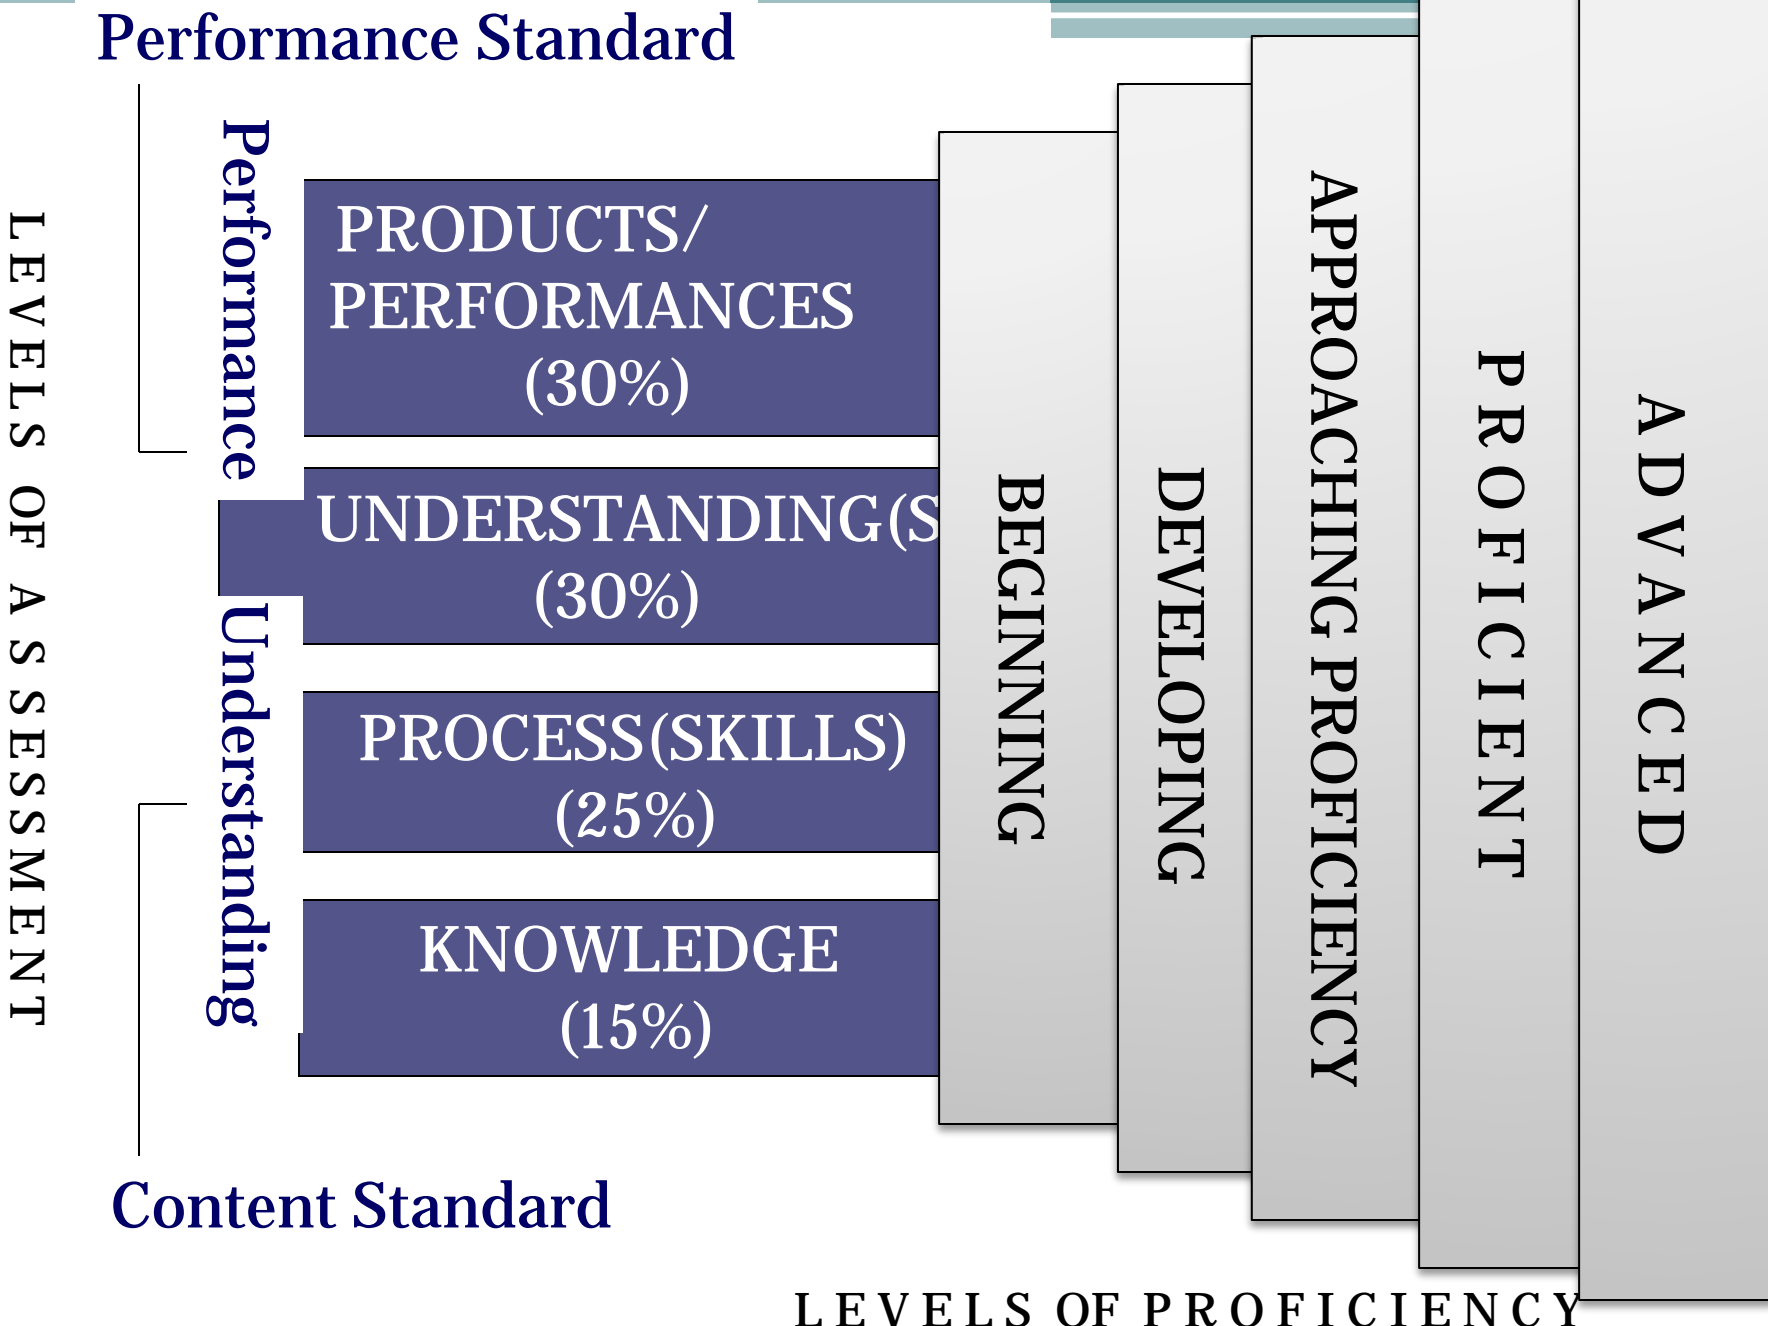 Performance Standard
LEVELS OF ASSESSMENT
Performance
PRODUCTS/
PERFORMANCES
(30%)
UNDERSTANDING(S
(30%)
Understanding
PROCESS(SKILLS)
(25%)
KNOWLEDGE
(15%)
Content Standard
BEGINNING
DEVELOPING
APPROACHING PROFICIENCY
PROFICIENT
ADVANCED
LEVELS OF PROFICIENCY